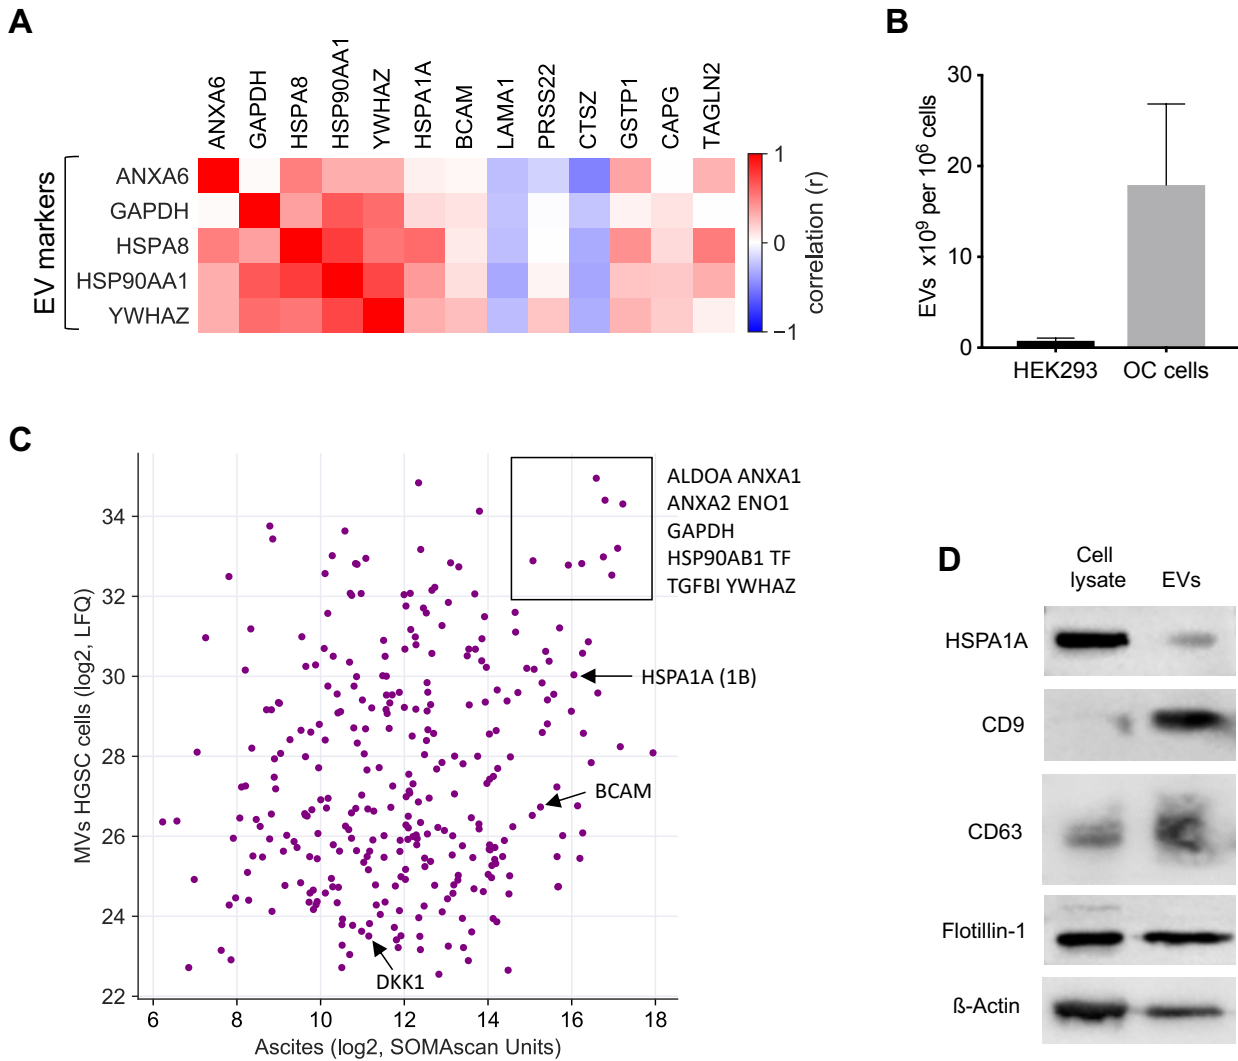 A
ANXA6
GAPDH
HSPA8
HSP90AA1
YWHAZ
HSPA1A
BCAM
LAMA1
PRSS22
CTSZ
GSTP1
CAPG
TAGLN2
EV markers
ANXA6
GAPDH
HSPA8
HSP90AA1
YWHAZ
1
0
−1
correlation (r)
B
EVs x10⁹ per 10⁶ cells
30
20
10
0
HEK293 OC cells
C
MVs HGSC cells (log2, LFQ)
34
32
30
28
26
24
22
6 8 10 12 14 16 18
Ascites (log2, SOMAscan Units)
ALDOA ANXA1
ANXA2 ENO1
GAPDH
HSP90AB1 TF
TGFBI YWHAZ
HSPA1A (1B)
BCAM
DKK1
D
Cell
lysate
EVs
HSPA1A
CD9
CD63
Flotillin-1
ß-Actin